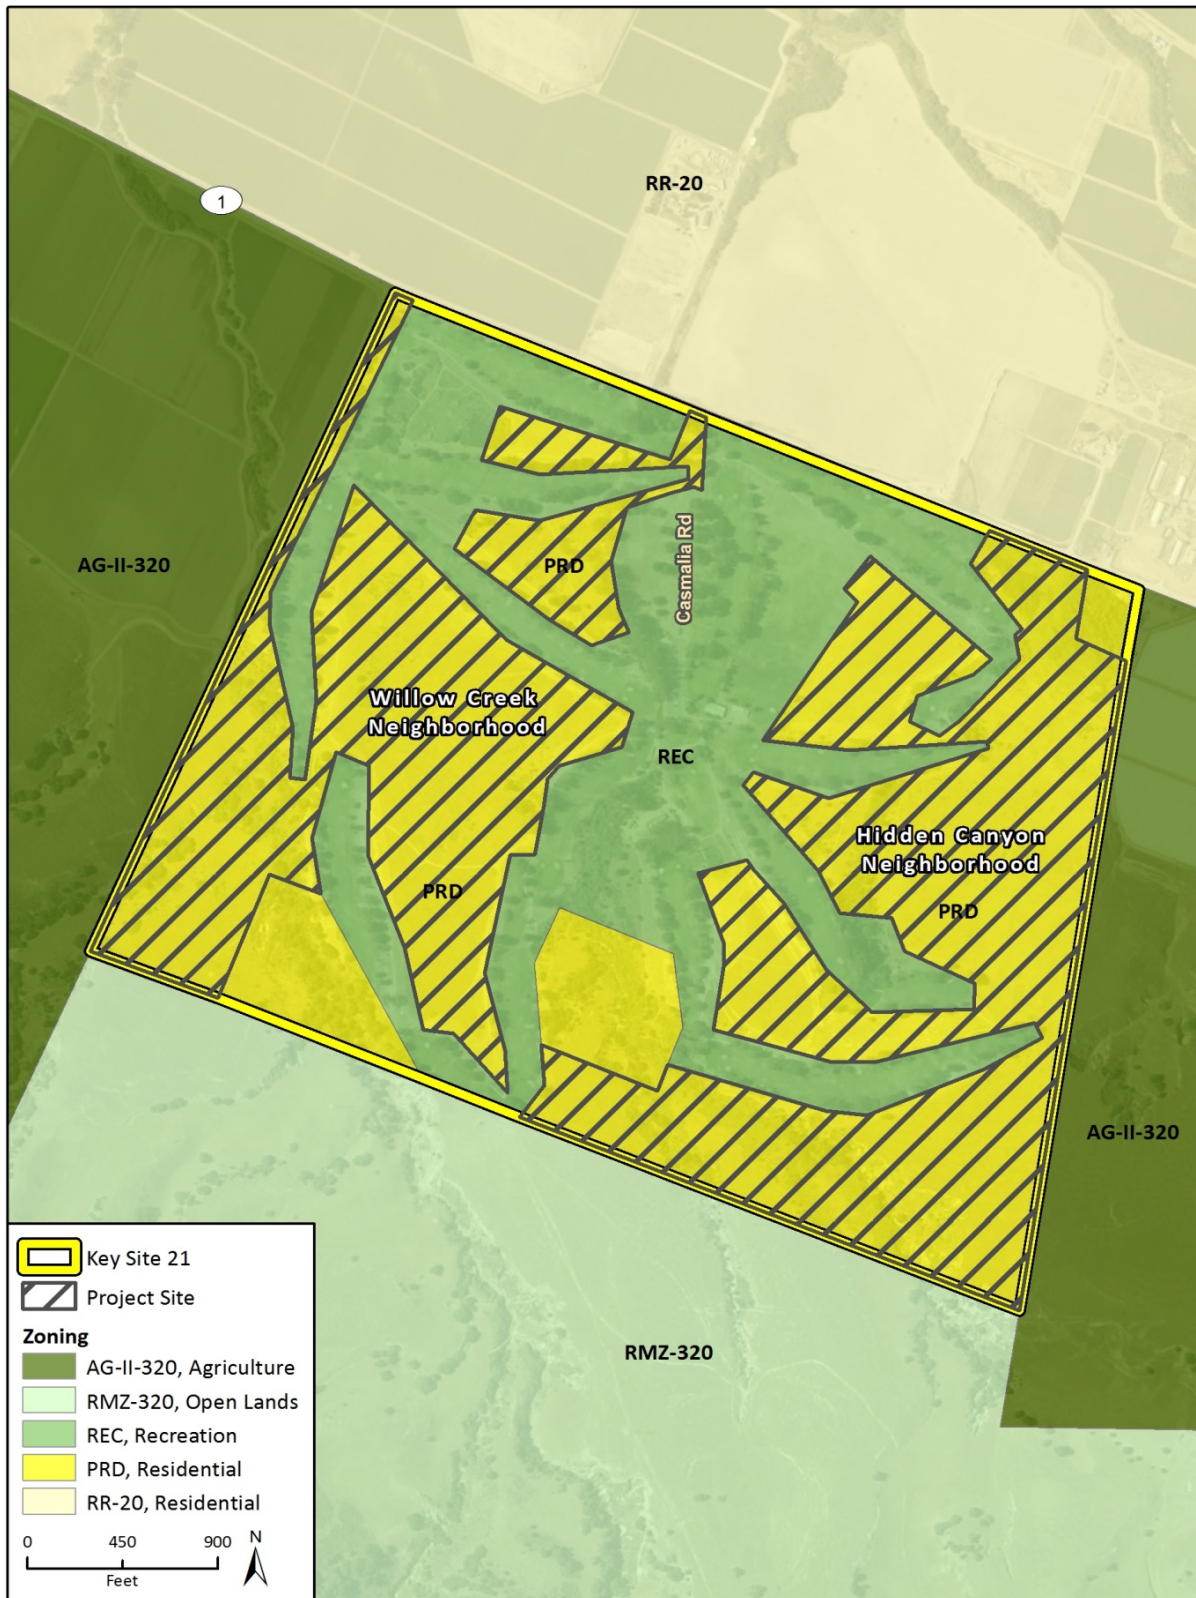 RR-20
1
AG-II-320
PRD
Casmalia Rd
Willow Creek
Neighborhood
REC
Hidden Canyon
Neighborhood
PRD
PRD
AG-II-320
RMZ-320
Key Site 21
Project Site
Zoning
AG-II-320, Agriculture
RMZ-320, Open Lands
REC, Recreation
PRD, Residential
RR-20, Residential
0 450 900 N
Feet